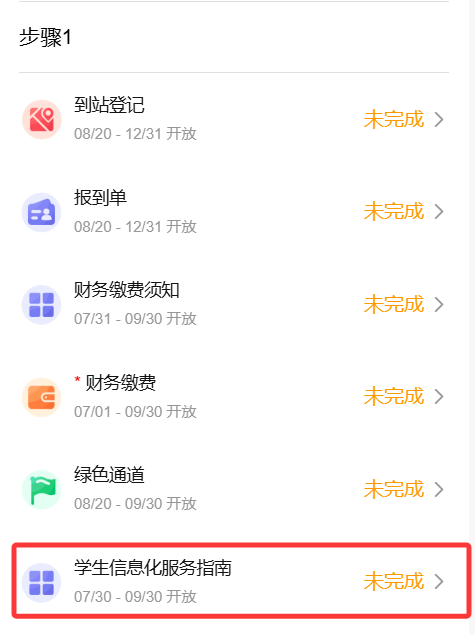 步骤1
到站登记
未完成
08/20 - 12/31 开放
报到单
未完成
08/20 - 12/31 开放
财务缴费须知
未完成
07/31 - 09/30 开放
* 财务缴费
未完成
07/01 - 09/30 开放
绿色通道
未完成
08/20 - 09/30 开放
学生信息化服务指南
未完成
07/30 - 09/30 开放